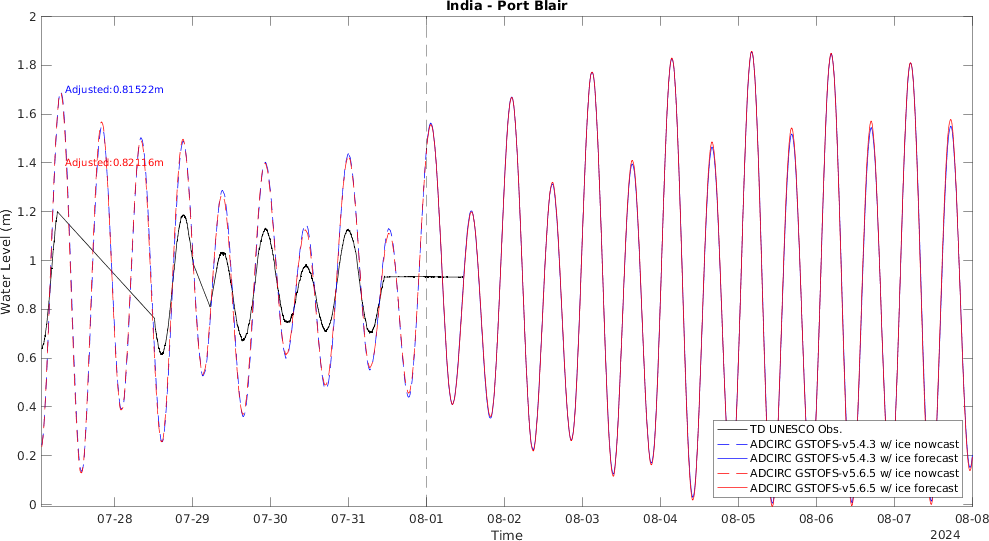 India - Port Blair
2
1.8
1.6
1.4
1.2
1
0.8
0.6
0.4
0.2
0
Water Level (m)
Adjusted:0.81522m
Adjusted:0.82116m
TD UNESCO Obs.
ADCIRC GSTOFS-v5.4.3 w/ ice nowcast
ADCIRC GSTOFS-v5.4.3 w/ ice forecast
ADCIRC GSTOFS-v5.6.5 w/ ice nowcast
ADCIRC GSTOFS-v5.6.5 w/ ice forecast
07-28 07-29 07-30 07-31 08-01 08-02 08-03 08-04 08-05 08-06 08-07 08-08
Time
2024